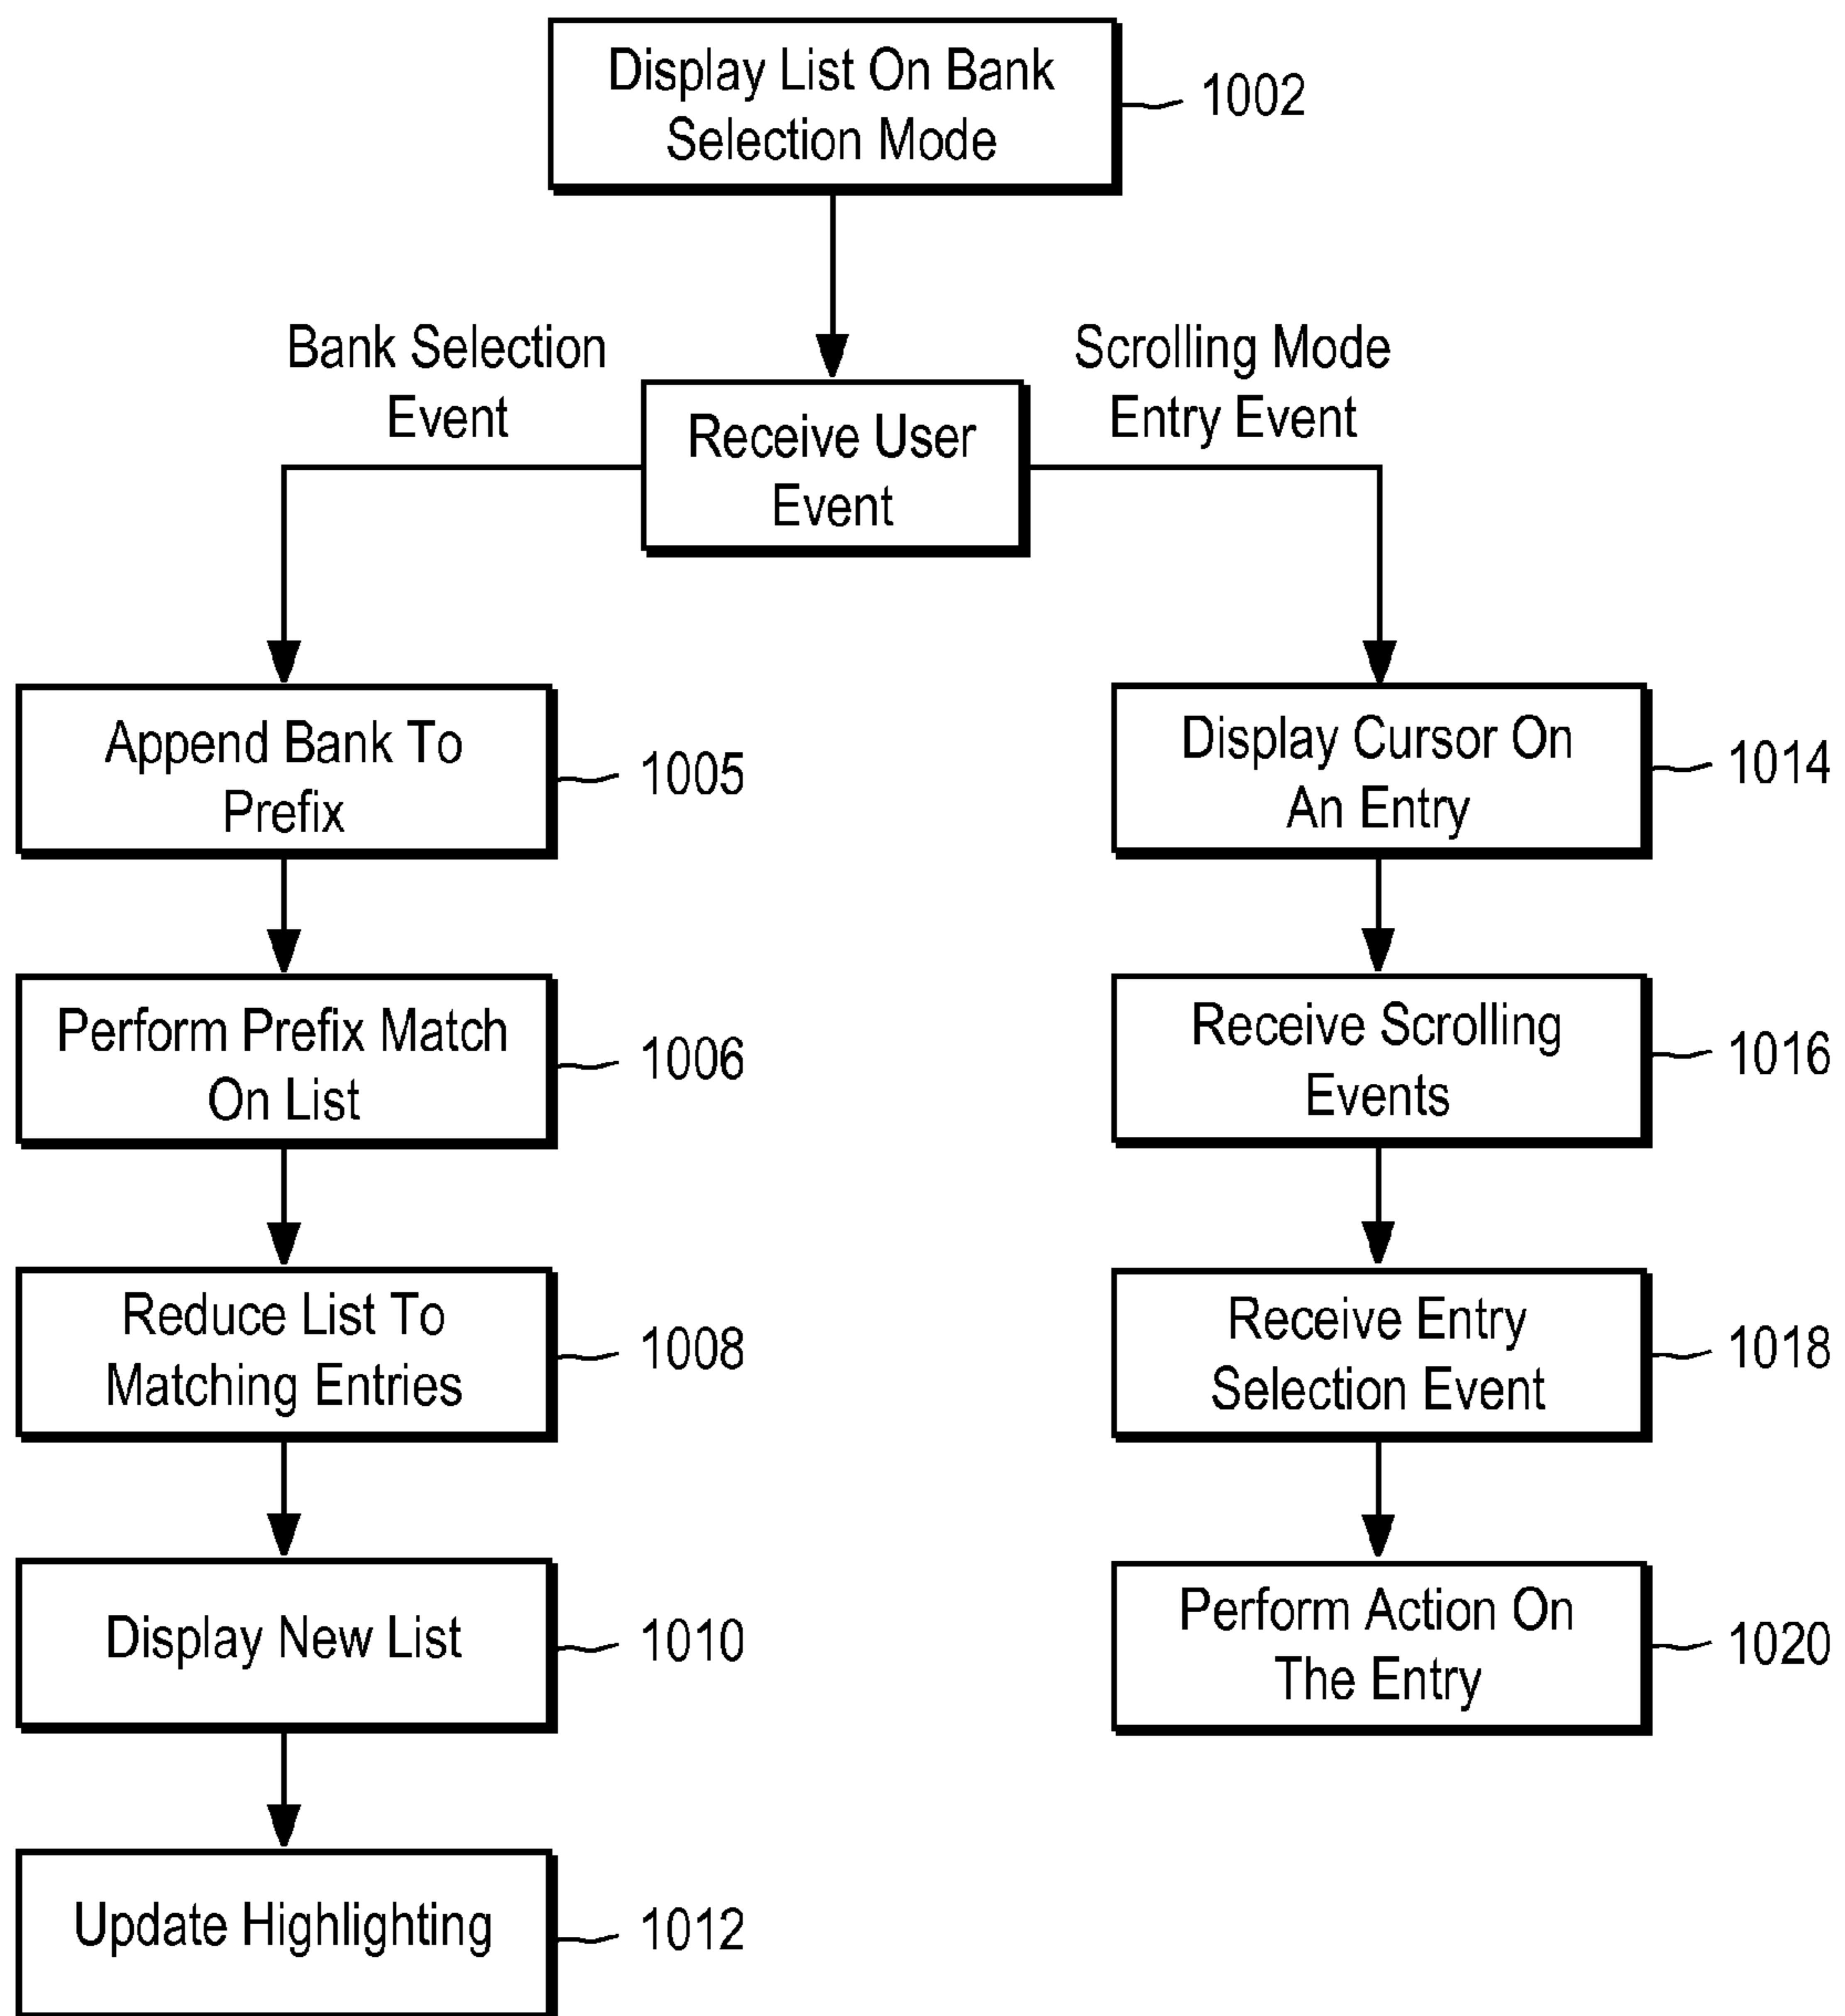 Display List On Bank
Selection Mode
1002
Bank Selection
Event
Scrolling Mode
Entry Event
Receive User
Event
Append Bank To
Prefix
1005
Perform Prefix Match
On List
1006
Reduce List To
Matching Entries
1008
Display New List
1010
Update Highlighting
1012
Display Cursor On
An Entry
1014
Receive Scrolling
Events
1016
Receive Entry
Selection Event
1018
Perform Action On
The Entry
1020